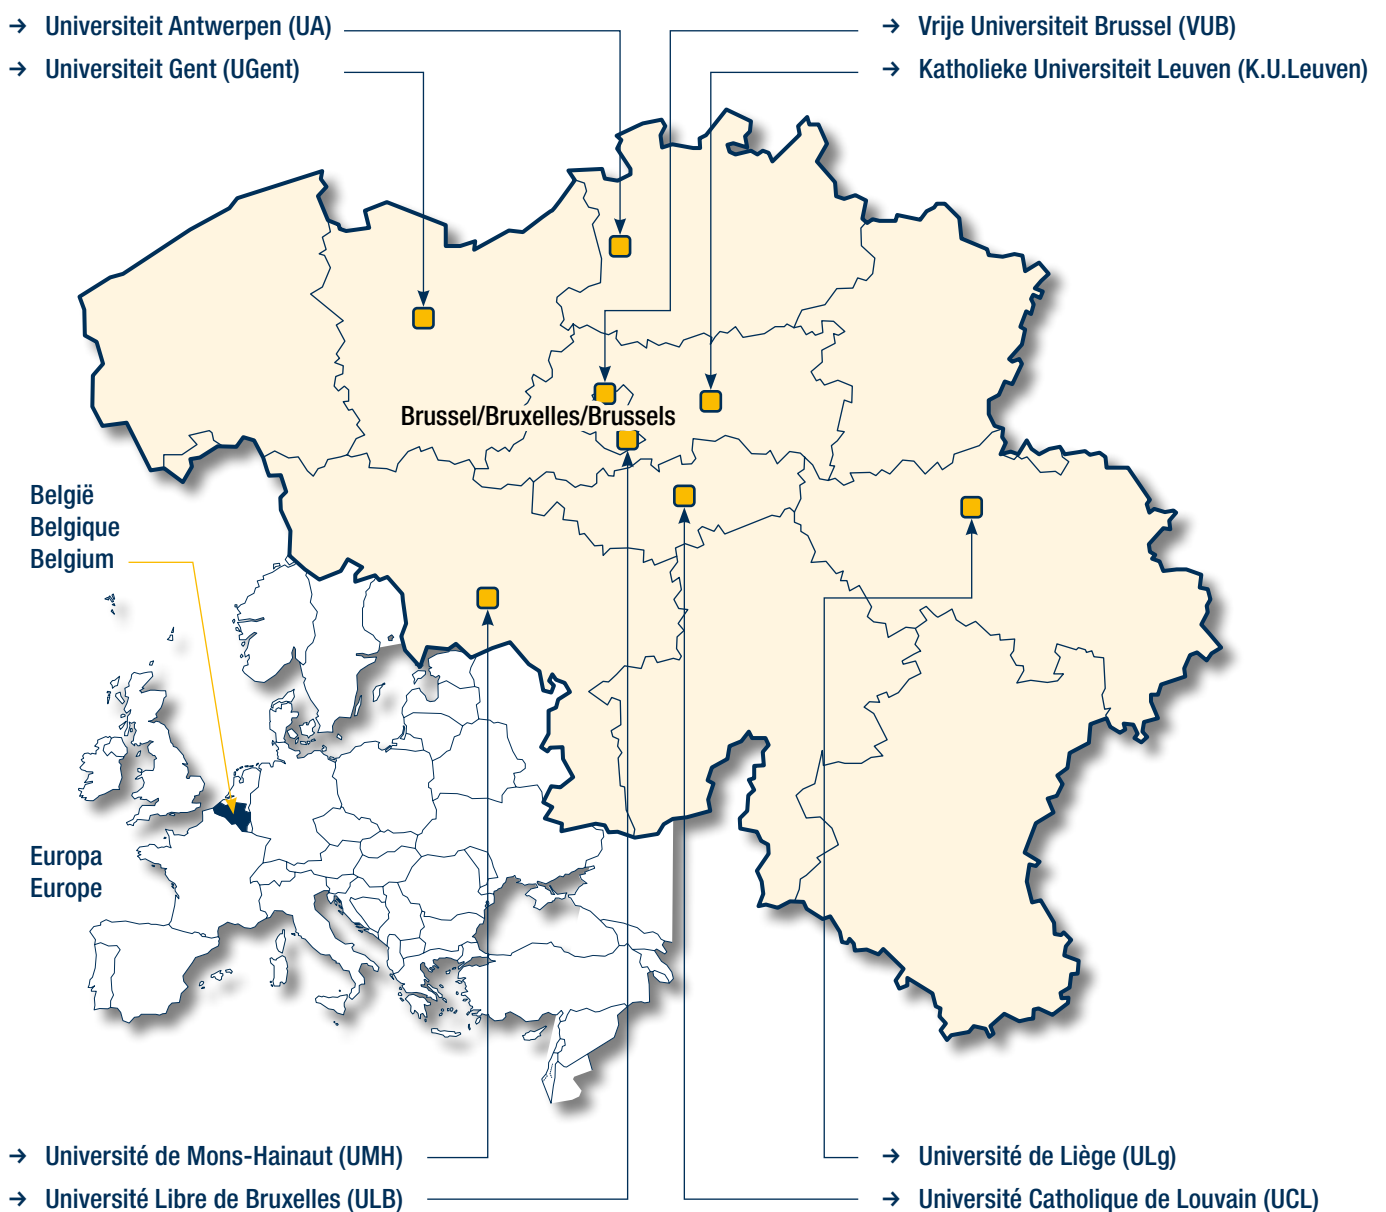 → Universiteit Antwerpen (UA)
→ Vrije Universiteit Brussel (VUB)
→ Universiteit Gent (UGent)
→ Katholieke Universiteit Leuven (K.U.Leuven)
Brussel/Bruxelles/Brussels
België
Belgique
Belgium
Europa
Europe
→ Université de Mons-Hainaut (UMH)
→ Université de Liège (ULg)
→ Université Libre de Bruxelles (ULB)
→ Université Catholique de Louvain (UCL)